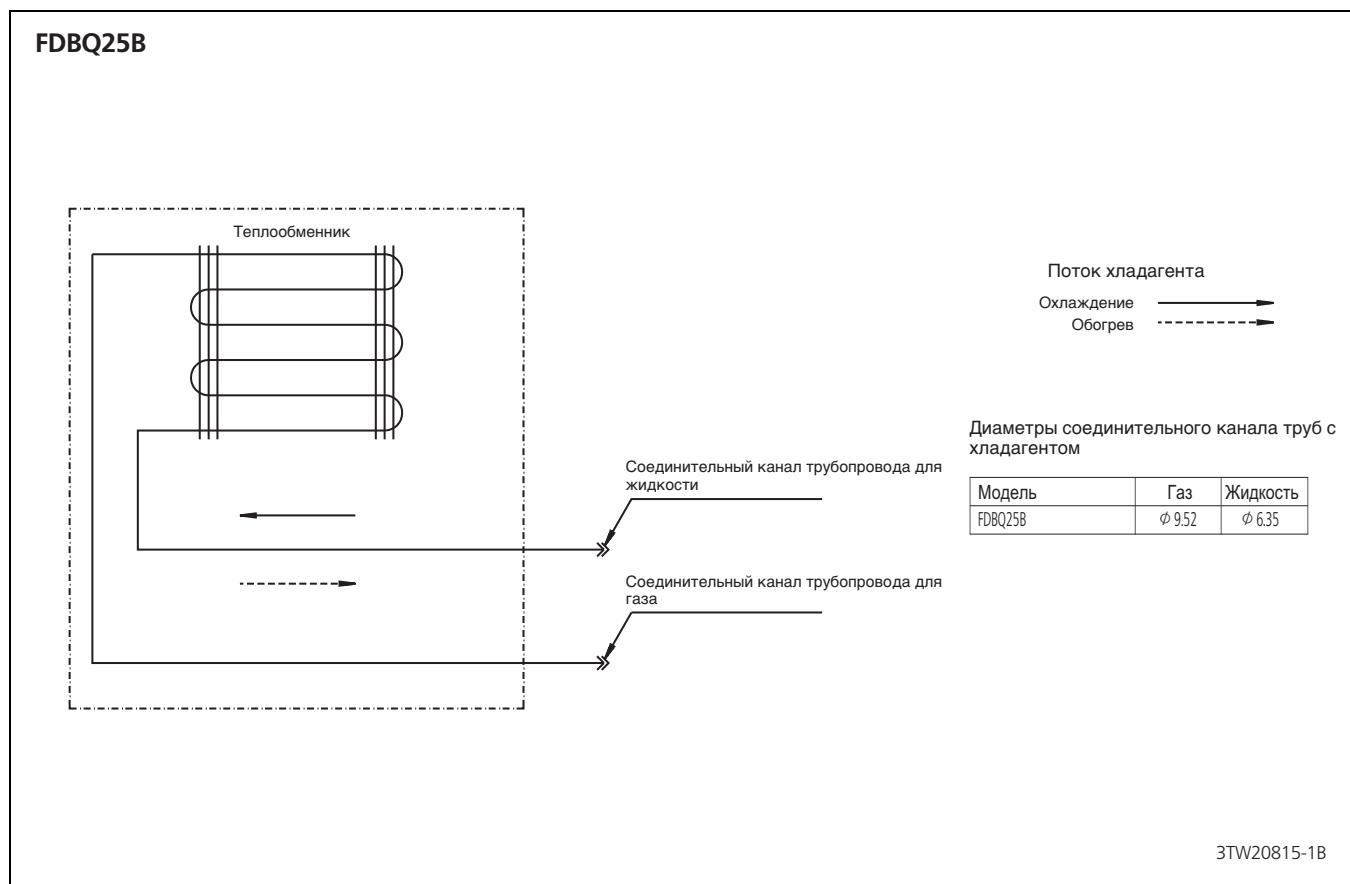 FDBQ25B
Теплообменник
Поток хладагента
Охлаждение
Обогрев
Диаметры соединительного канала труб с
хладагентом
Модель Газ Жидкость
FDBQ25B ϕ 9.52 ϕ 6.35
Соединительный канал трубопровода для
жидкости
Соединительный канал трубопровода для
газа
3TW20815-1B